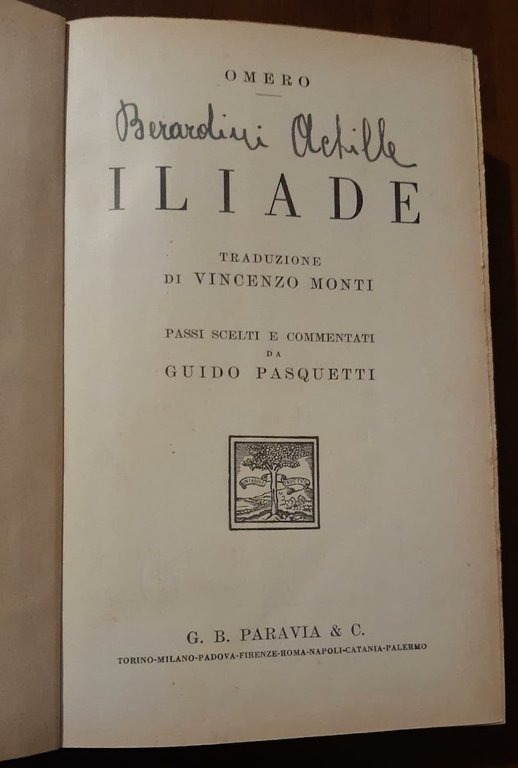 OMERO
Berardini Achille
ILIADE
TRADUZIONE
DI VINCENZO MONTI
PASSI SCELTI E COMMENTATI
DA
GUIDO PASQUETTI
G. B. PARAVIA & C.
TORINO-MILANO-PADOVA-FIRENZE-ROMA-NAPOLI-CATANIA-PALERMO